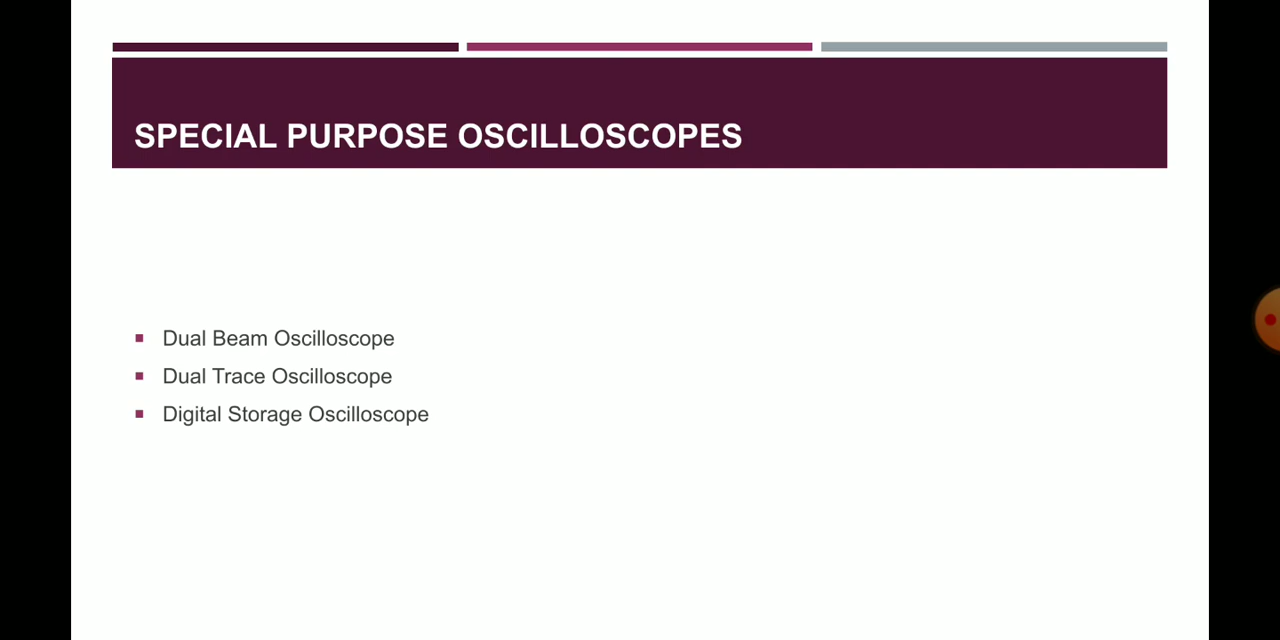 SPECIAL PURPOSE OSCILLOSCOPES
Dual Beam Oscilloscope
Dual Trace Oscilloscope
Digital Storage Oscilloscope